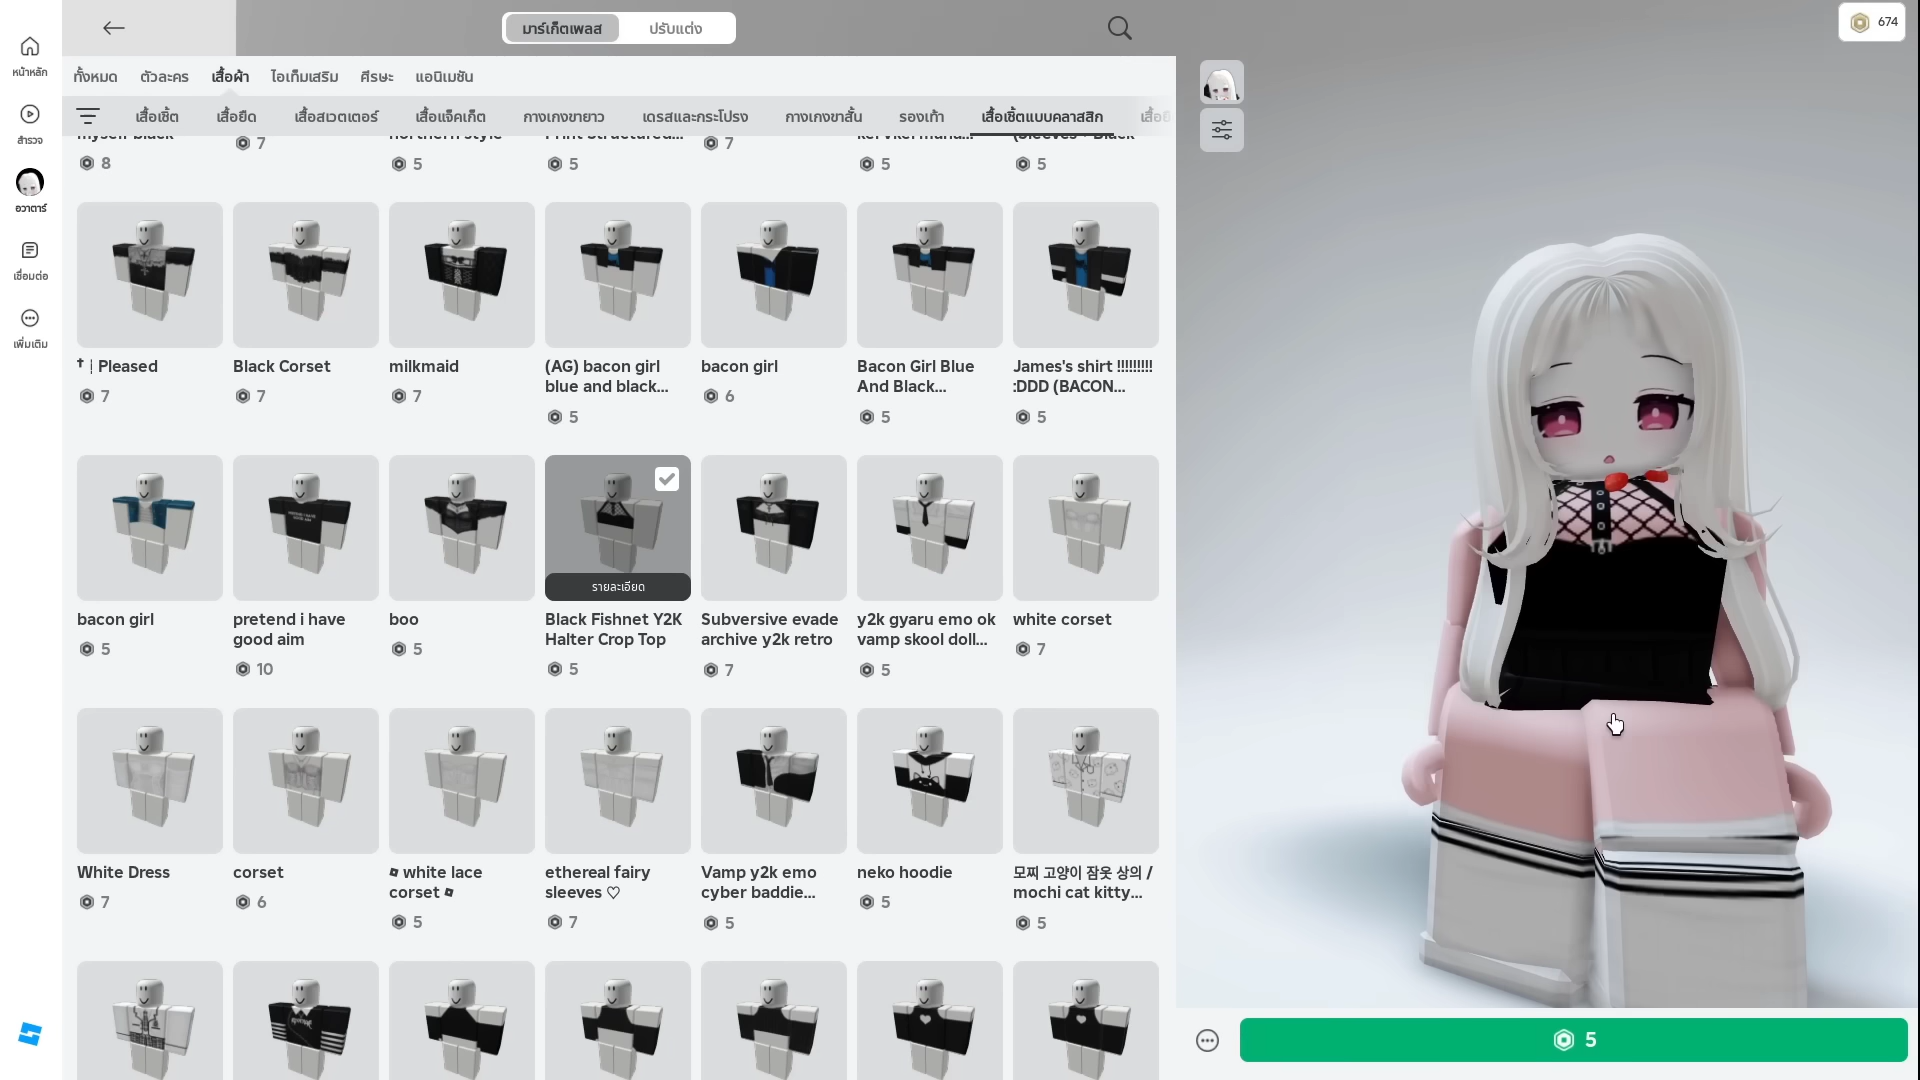 มาร์เก็ตเพลส
ปรับแต่ง
674
หน้าหลัก
สำรวจ
อวาตาร์
เชื่อมต่อ
เพิ่มเติม
ทั้งหมด
ตัวละคร
เสื้อผ้า
ไอเท็มเสริม
ศีรษะ
แอนิเมชัน
เสื้อเชิ้ต
เสื้อยืด
เสื้อสเวตเตอร์
เสื้อแจ็คเก็ต
กางเกงขายาว
เดรสและกระโปรง
กางเกงขาสั้น
รองเท้า
เสื้อเชิ้ตแบบคลาสสิก
myself black
northern style
Print Structured...
8
7
5
5
7
5
5
† | Pleased
7
Black Corset
7
milkmaid
7
(AG) bacon girl
blue and black...
5
bacon girl
6
Bacon Girl Blue
And Black...
5
James's shirt !!!!!!!!!
:DDD (BACON...
5
bacon girl
5
pretend i have
good aim
10
boo
5
รายละเอียด
Black Fishnet Y2K
Halter Crop Top
5
Subversive evade
archive y2k retro
7
y2k gyaru emo ok
vamp skool doll...
5
white corset
7
White Dress
7
corset
6
white lace
corset
5
ethereal fairy
sleeves ♡
7
Vamp y2k emo
cyber baddie...
5
neko hoodie
5
모찌 고양이 잠옷 상의 /
mochi cat kitty...
5
5